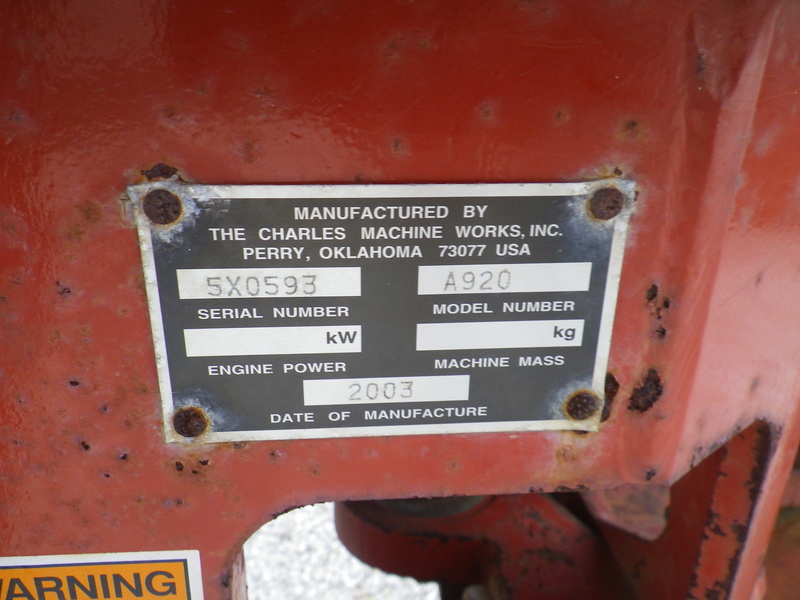 MANUFACTURED BY
THE CHARLES MACHINE WORKS, INC.
PERRY, OKLAHOMA 73077 USA
5X0593 A920
SERIAL NUMBER MODEL NUMBER
kW kg
ENGINE POWER MACHINE MASS
2003
DATE OF MANUFACTURE
WARNING